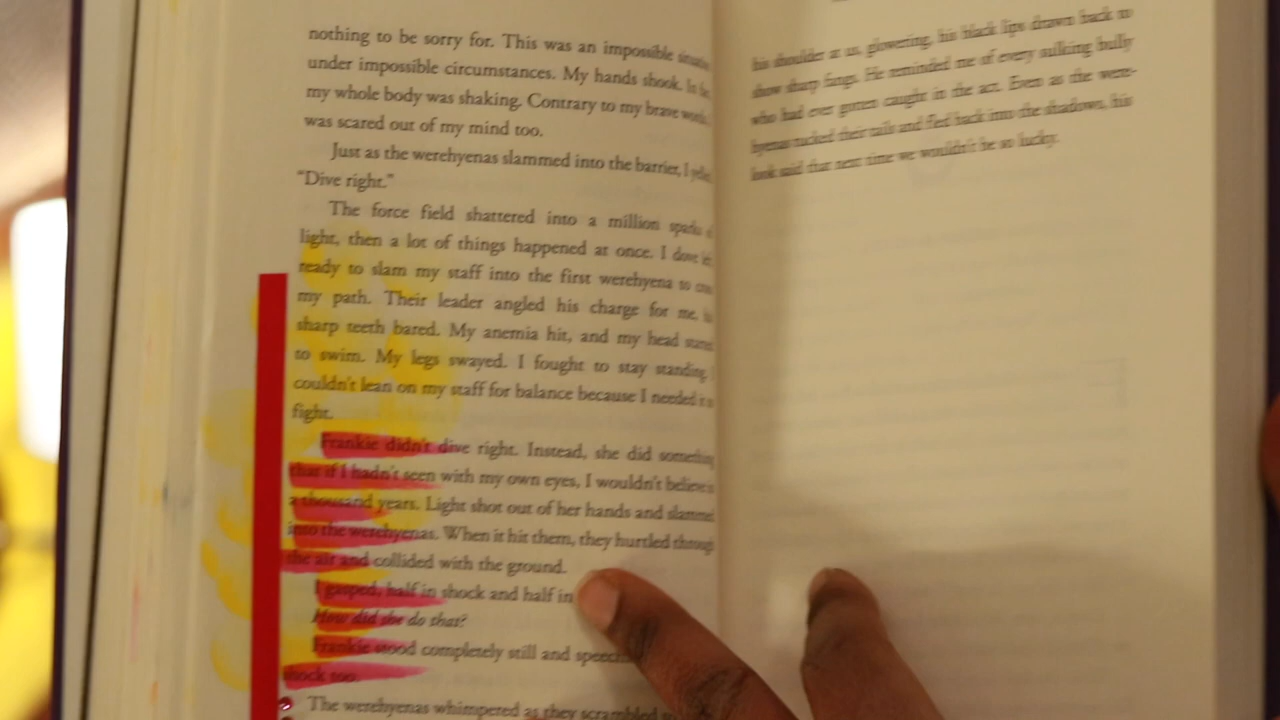 nothing to be sorry for. This was an impossible
under impossible circumstances. My hands shook.
my whole body was shaking. Contrary to my brave
was scared out of my mind too.
Just as the werehyenas slammed into the barrier, I
"Dive right."
The force field shattered into a million sparks
light, then a lot of things happened at once. I dove
ready to slam my staff into the first werehyena to
my path. Their leader angled his charge for me,
sharp teeth bared. My anemia hit, and my head
to swim. My legs swayed. I fought to stay standing.
couldn't lean on my staff for balance because I needed
fight.
Frankie didn't dive right. Instead, she did something
that if I hadn't seen with my own eyes, I wouldn't believe
a thousand years. Light shot out of her hands and slammed
into the werehyenas. When it hit them, they hurtled through
the air and collided with the ground.
I gasped, half in shock and half in
How did she do that?
Frankie stood completely still and
shock too.
The werehyenas whimpered as they scrambled
his shoulder at us, glowering, his black lips drawn back to
show sharp fangs. He reminded me of every sulking bully
who had ever gotten caught in the act. Even as the were-
hyenas tucked their tails and fled back into the shadows, his
look said that next time we wouldn't be so lucky.